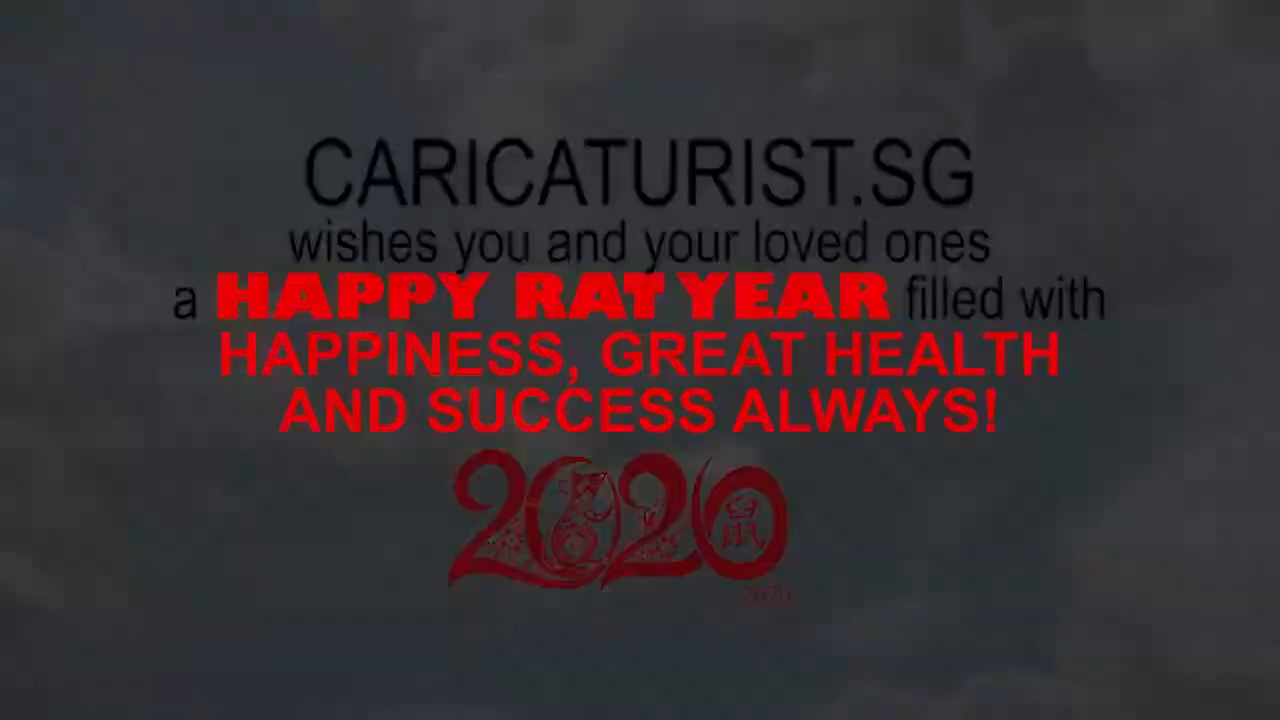 CARICATURIST.SG
wishes you and your loved ones
a HAPPY RAT YEAR filled with
HAPPINESS, GREAT HEALTH
AND SUCCESS ALWAYS!
2020
鼠
2020